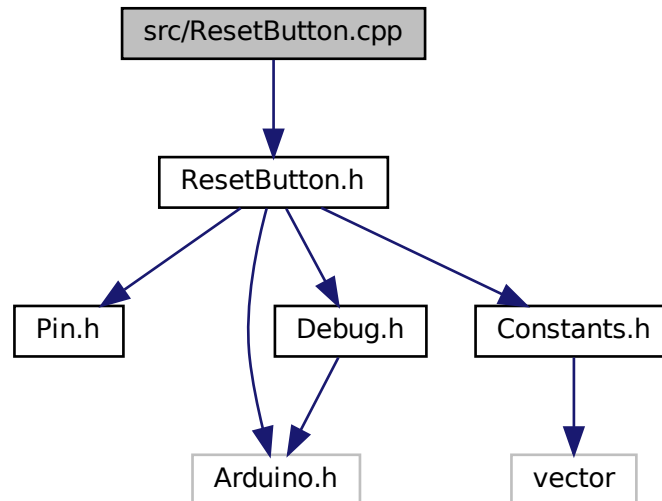 src/ResetButton.cpp
ResetButton.h
Pin.h
Debug.h
Constants.h
Arduino.h
vector